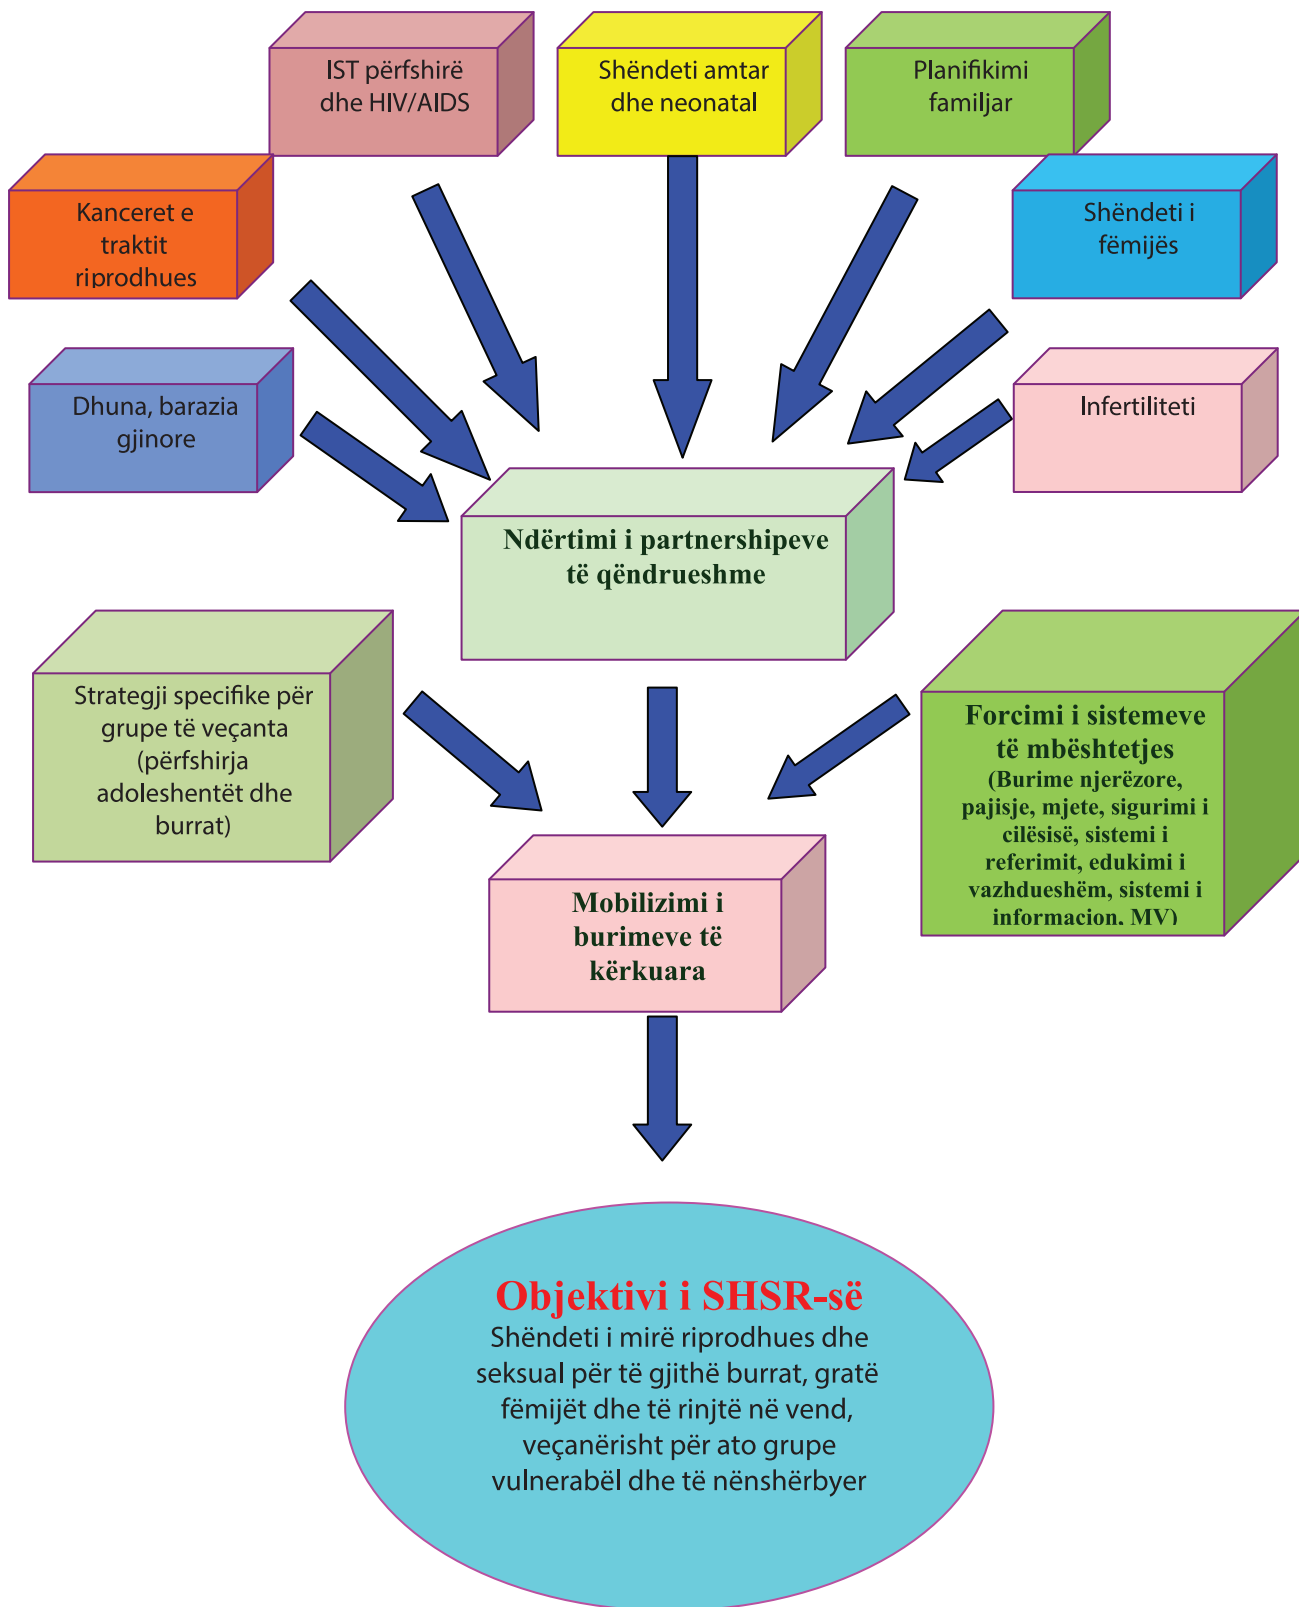 IST përfshirë
dhe HIV/AIDS
Shëndeti amtar
dhe neonatal
Planifikimi
familjar
Kanceret e
traktit
riprodhues
Shëndeti i
fëmijës
Dhuna, barazia
gjinore
Infertiliteti
Ndërtimi i partnershipeve
të qëndrueshme
Strategji specifike për
grupe të veçanta
(përfshirja
adoleshentët dhe
burrat)
Forcimi i sistemeve
të mbështetjes
(Burime njerëzore,
pajisje, mjete, sigurimi i
cilësisë, sistemi i
referimit, edukimi i
vazhdueshëm, sistemi i
informacion, MV)
Mobilizimi i
burimeve të
kërkuara
Objektivi i SHSR-së
Shëndeti i mirë riprodhues dhe
seksual për të gjithë burrat, gratë
fëmijët dhe të rinjtë në vend,
veçanërisht për ato grupe
vulnerabël dhe të nënshërbyer